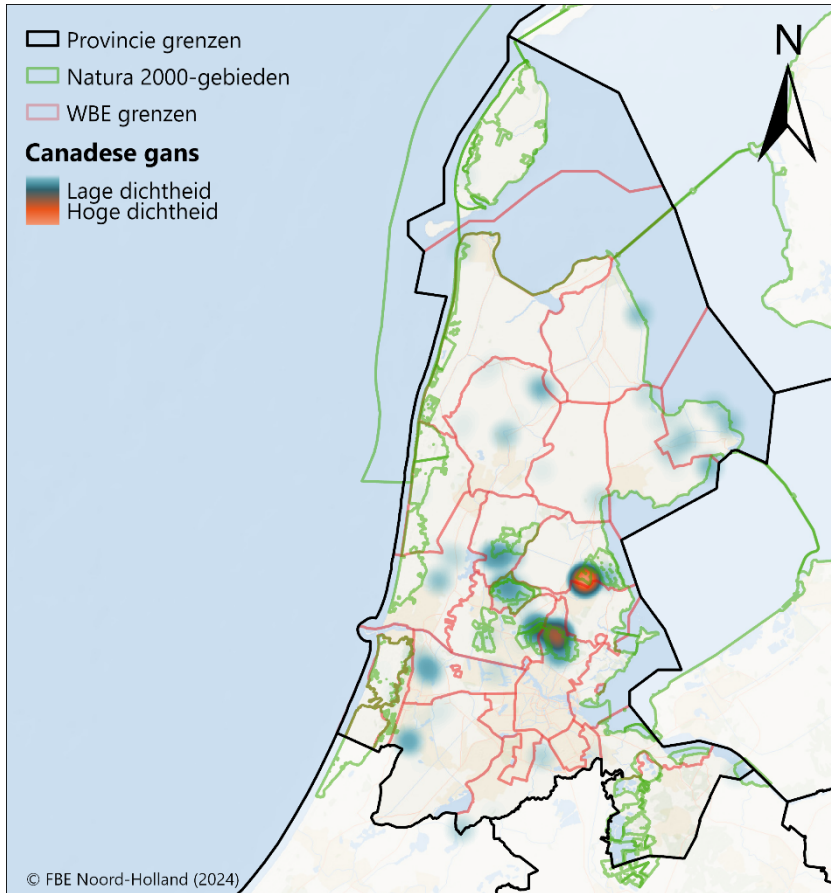 Provincie grenzen
Natura 2000-gebieden
WBE grenzen
Canadese gans
Lage dichtheid
Hoge dichtheid
N
© FBE Noord-Holland (2024)